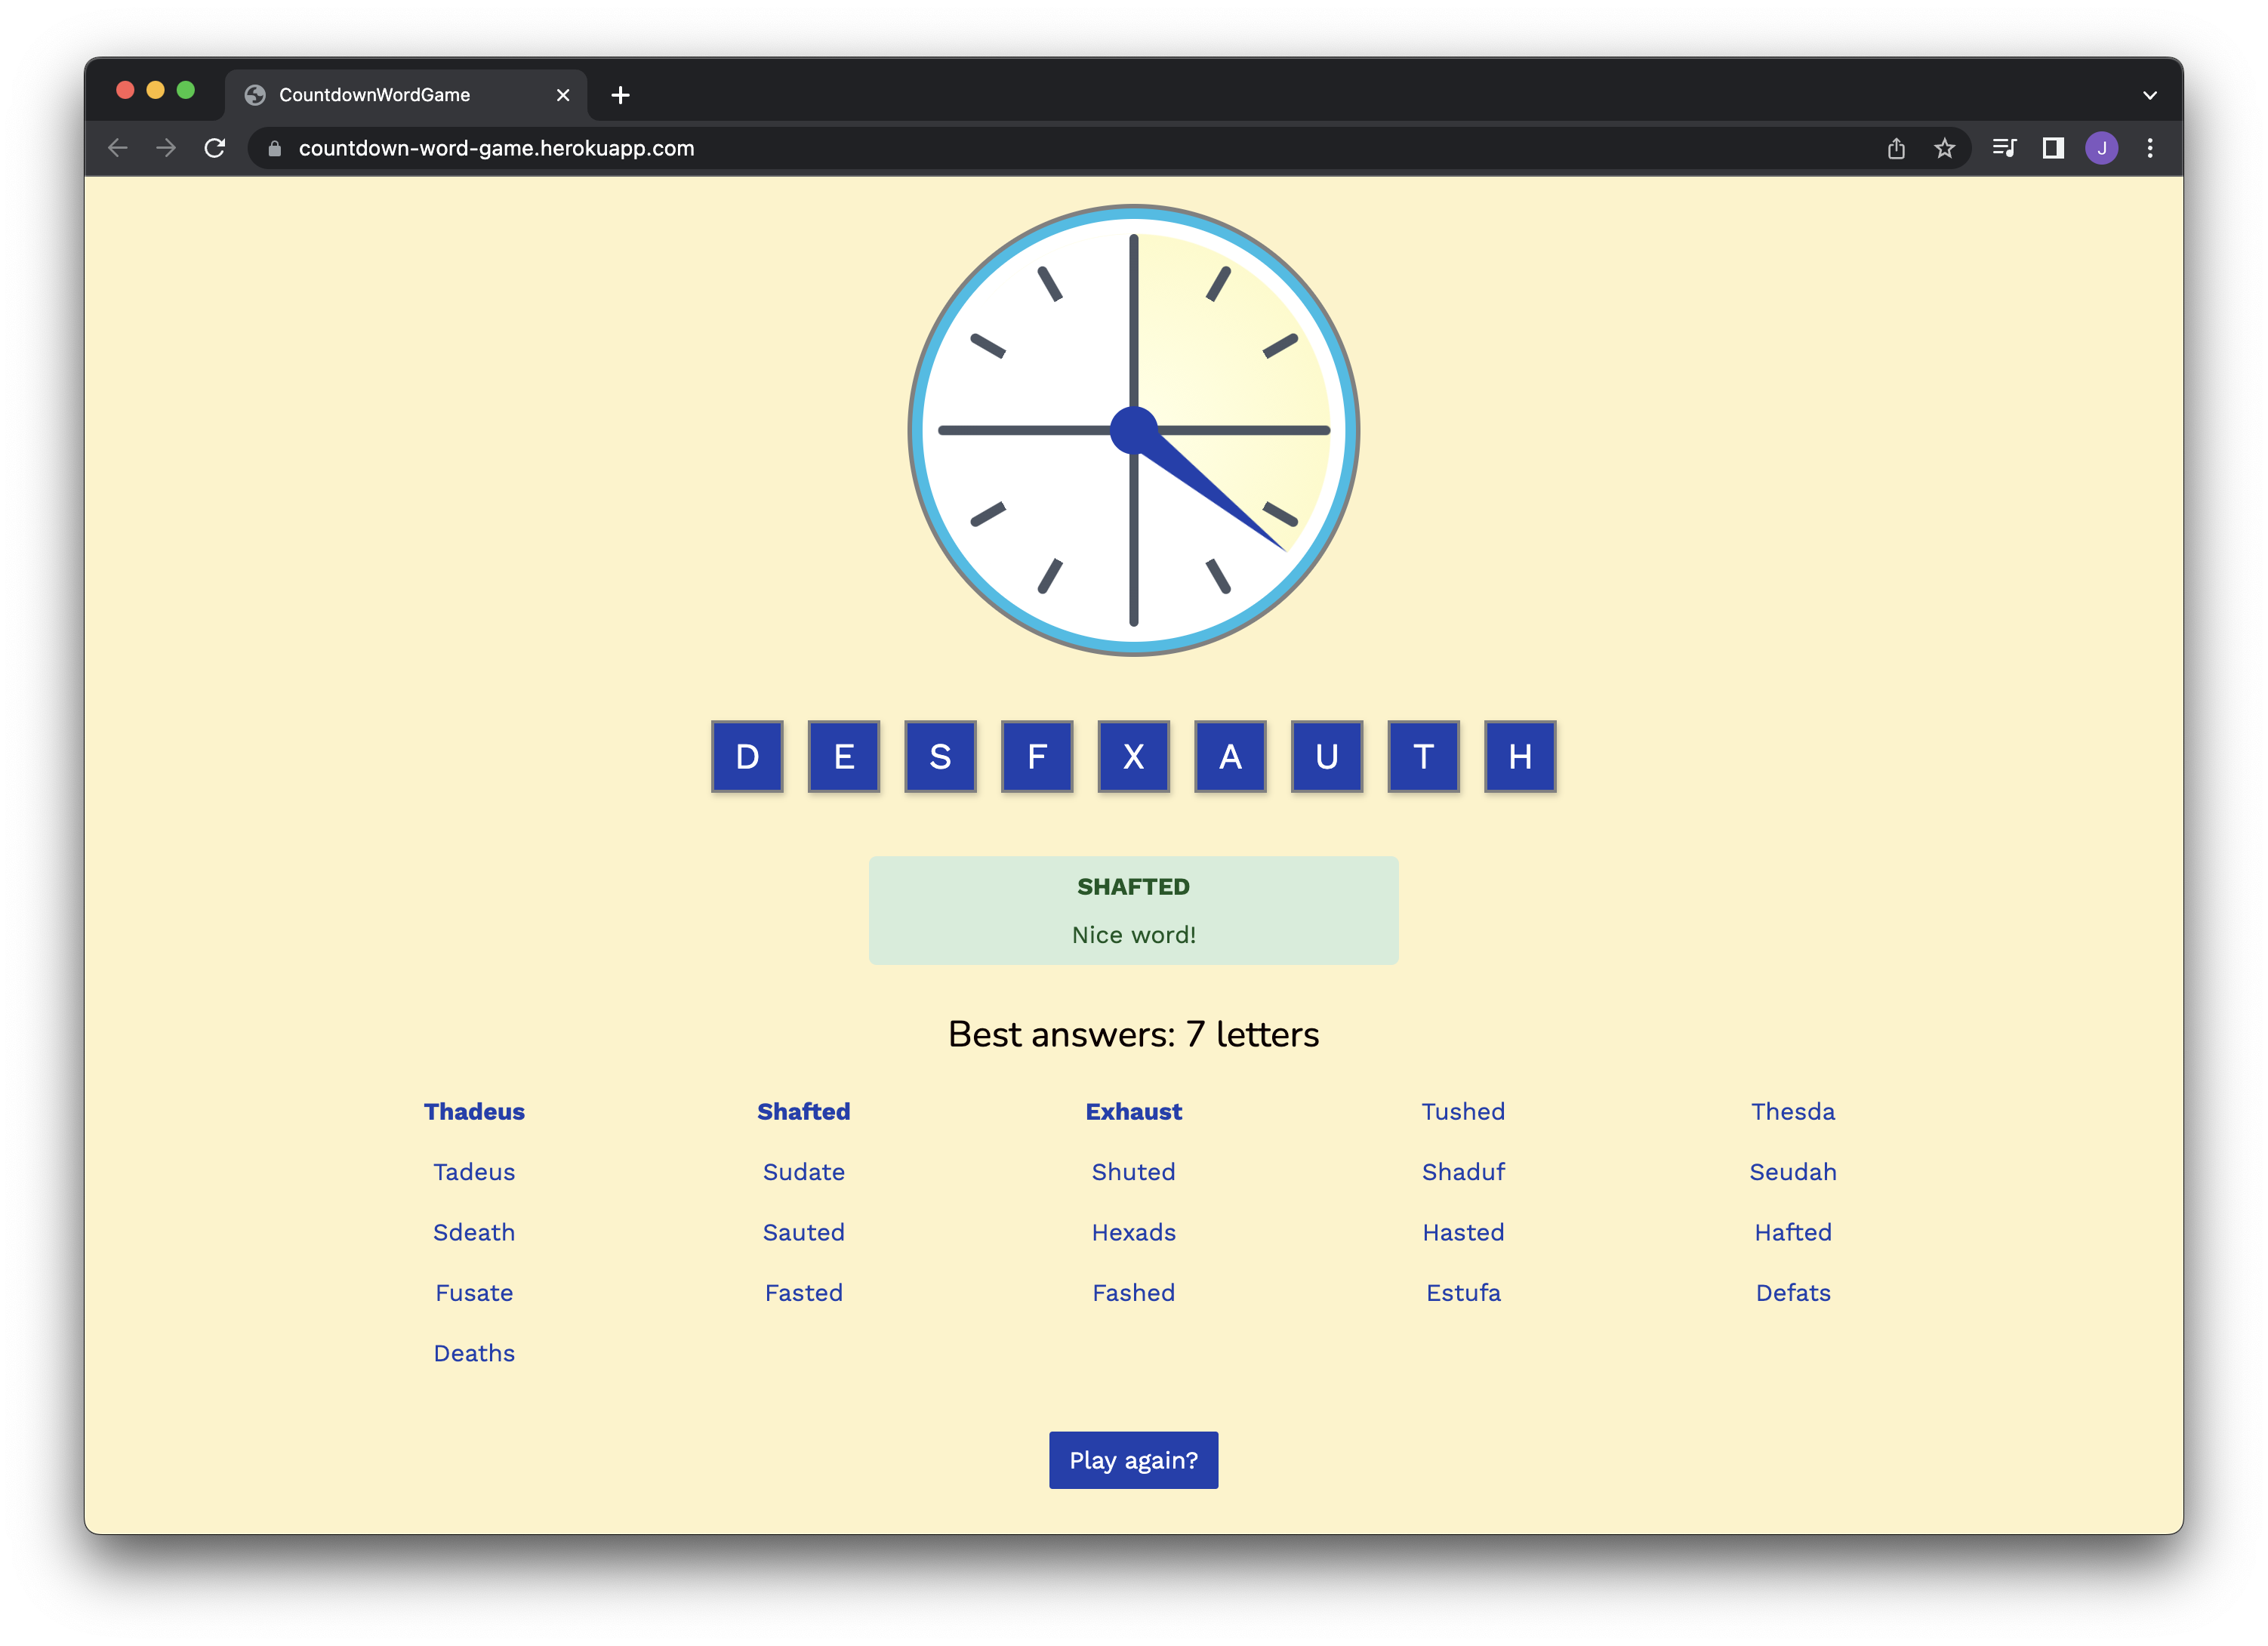 CountdownWordGame
countdown-word-game.herokuapp.com
J
D E S F X A U T H
SHAFTED
Nice word!
Best answers: 7 letters
Thadeus Shafted Exhaust Tushed Thesda
Tadeus Sudate Shuted Shaduf Seudah
Sdeath Sauted Hexads Hasted Hafted
Fusate Fasted Fashed Estufa Defats
Deaths
Play again?